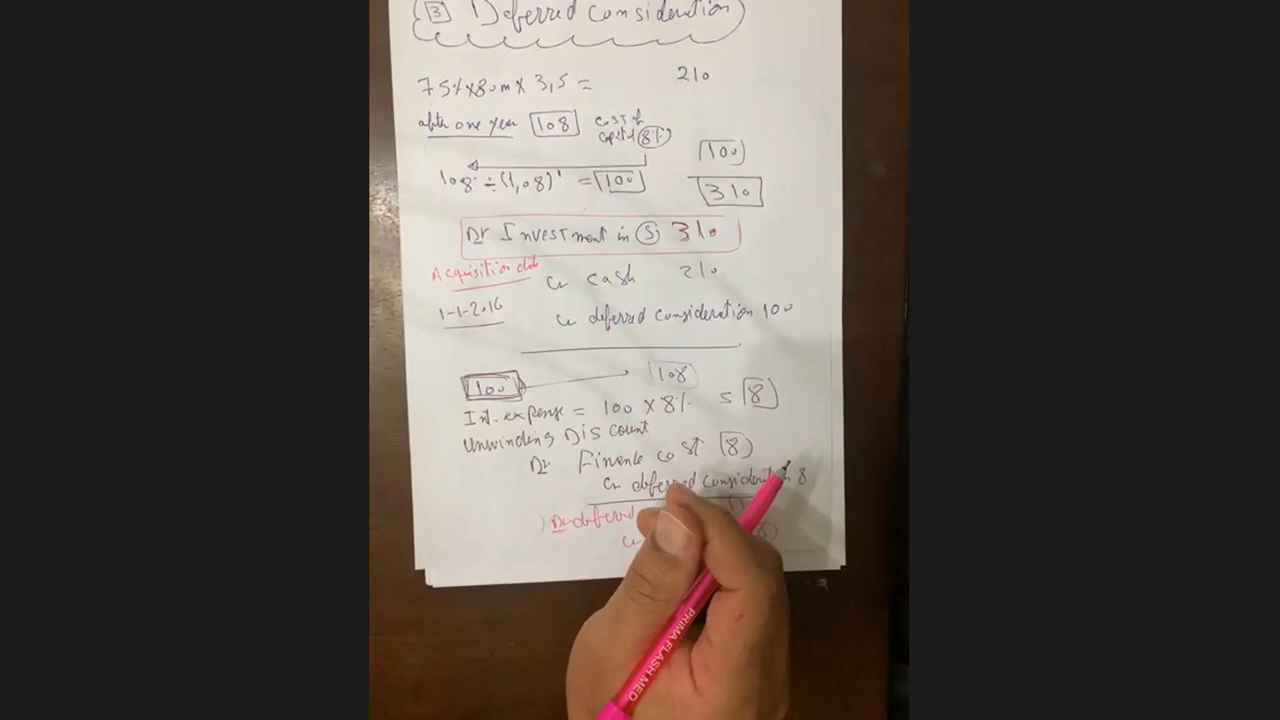 3 Deferred consideration
75% x 80m x 3,5 = 210
after one year 108 cost of capital 8%
100
108 ÷ (1,08)¹ = 100
310
Dr Investment in S 310
Acquisition date
Cr cash 210
1-1-2016
Cr deferred consideration 100
100 108
Int. expense = 100 x 8% = 8
Unwinding Discount
Dr Finance cost 8
Cr deferred consideration 8
Dr deferred
Cr 8
PRIMA FLASH MED.